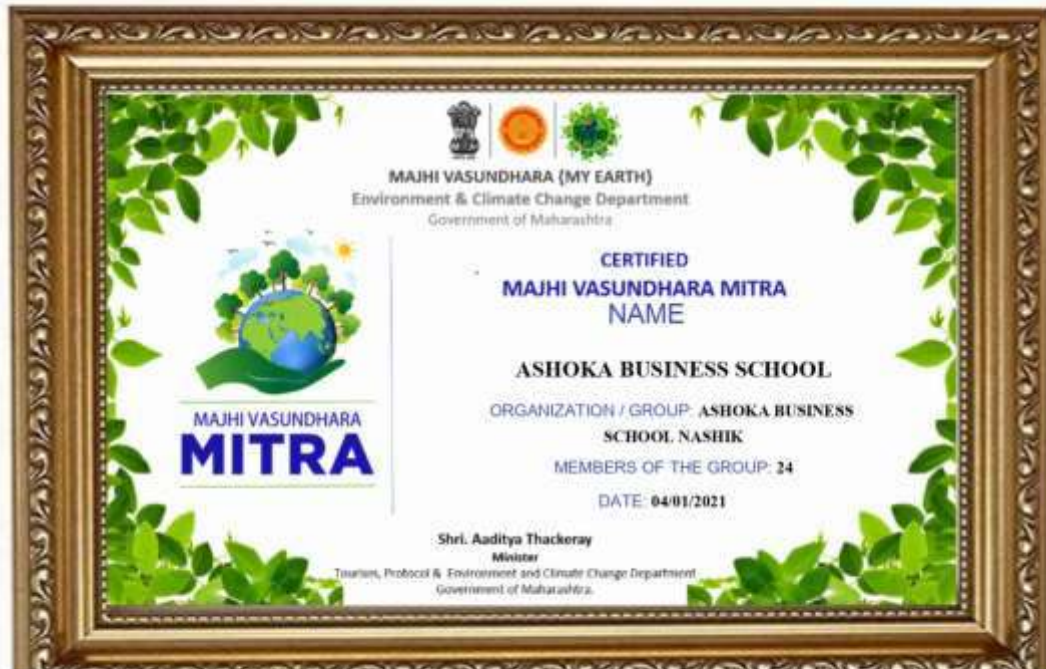 MAJHI VASUNDHARA {MY EARTH}
Environment & Climate Change Department
Government of Maharashtra
CERTIFIED
MAJHI VASUNDHARA MITRA
NAME
ASHOKA BUSINESS SCHOOL
ORGANIZATION / GROUP: ASHOKA BUSINESS
SCHOOL NASHIK
MEMBERS OF THE GROUP: 24
DATE: 04/01/2021
MAJHI VASUNDHARA
MITRA
Shri. Aaditya Thackeray
Minister
Tourism, Protocol & Environment and Climate Change Department
Government of Maharashtra.